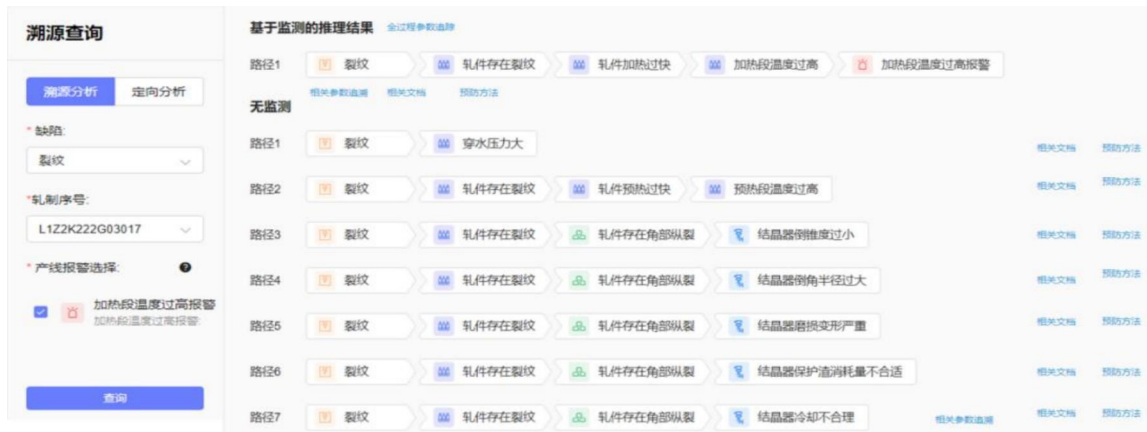 溯源查询
溯源分析 定向分析
* 缺陷:
裂纹
*轧制序号:
L1Z2K222G03017
* 产线报警选择:
加热段温度过高报警
加热段温度过高报警:
查询
基于监测的推理结果 全过程参数追踪
路径1 裂纹 轧件存在裂纹 轧件加热过快 加热段温度过高 加热段温度过高报警
相关参数追溯 相关文档 预防方法
无监测
路径1 裂纹 穿水压力大 相关文档 预防方法
路径2 裂纹 轧件存在裂纹 轧件预热过快 预热段温度过高 相关文档 预防方法
路径3 裂纹 轧件存在裂纹 轧件存在角部纵裂 结晶器倒锥度过小 相关文档 预防方法
路径4 裂纹 轧件存在裂纹 轧件存在角部纵裂 结晶器倒角半径过大 相关文档 预防方法
路径5 裂纹 轧件存在裂纹 轧件存在角部纵裂 结晶器磨损变形严重 相关文档 预防方法
路径6 裂纹 轧件存在裂纹 轧件存在角部纵裂 结晶器保护渣消耗量不合适 相关文档 预防方法
路径7 裂纹 轧件存在裂纹 轧件存在角部纵裂 结晶器冷却不合理 相关参数追溯 相关文档 预防方法